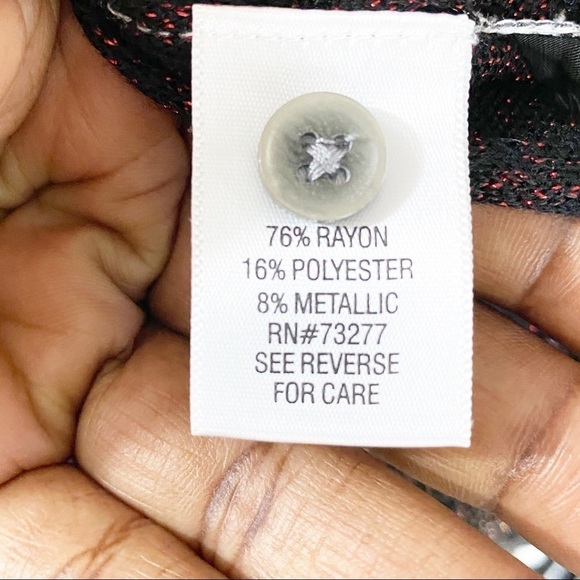 76% RAYON
16% POLYESTER
8% METALLIC
RN#73277
SEE REVERSE
FOR CARE